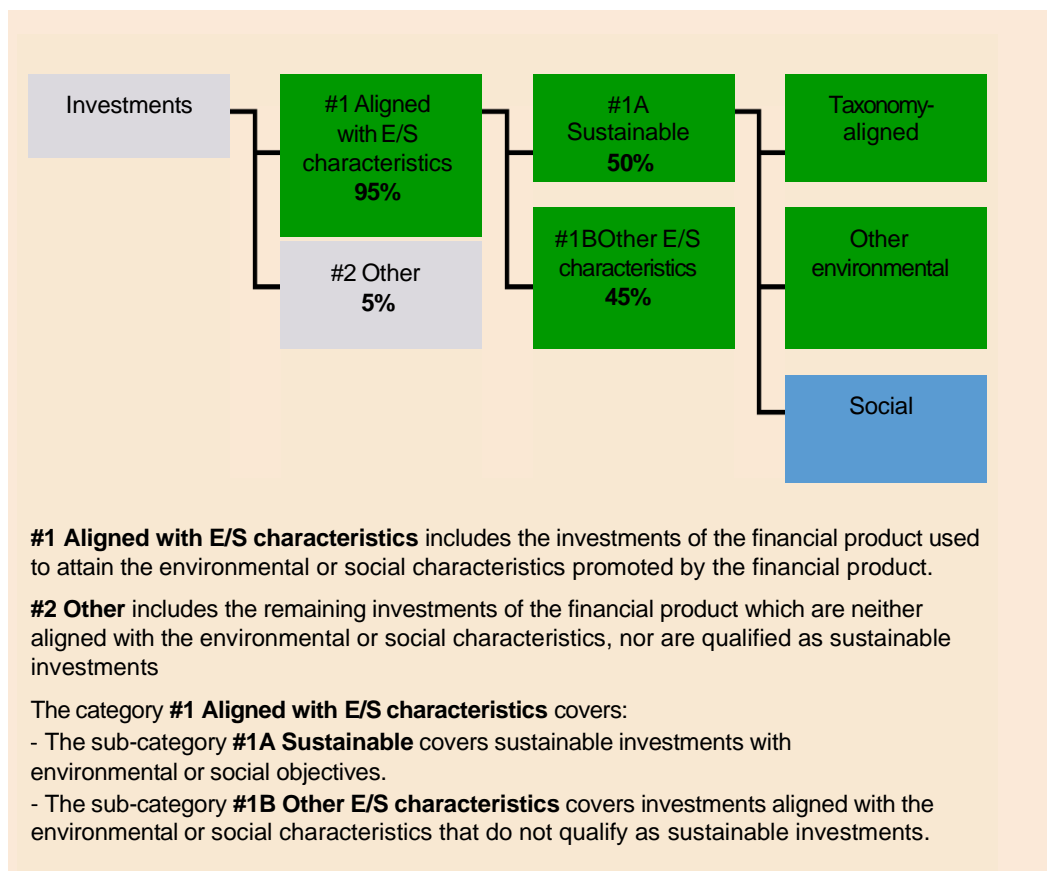 Investments
#1 Aligned
with E/S
characteristics
95%
#2 Other
5%
#1A
Sustainable
50%
#1BOther E/S
characteristics
45%
Taxonomy-
aligned
Other
environmental
Social
#1 Aligned with E/S characteristics includes the investments of the financial product used
to attain the environmental or social characteristics promoted by the financial product.
#2 Other includes the remaining investments of the financial product which are neither
aligned with the environmental or social characteristics, nor are qualified as sustainable
investments
The category #1 Aligned with E/S characteristics covers:
- The sub-category #1A Sustainable covers sustainable investments with
environmental or social objectives.
- The sub-category #1B Other E/S characteristics covers investments aligned with the
environmental or social characteristics that do not qualify as sustainable investments.